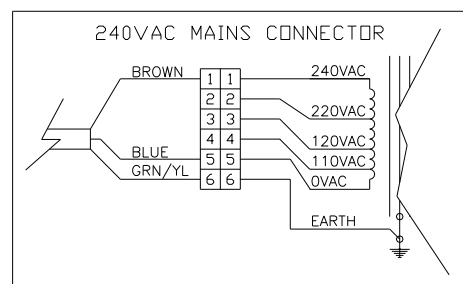 240VAC MAINS CONNECTOR
BROWN 1 1 240VAC
2 2 220VAC
3 3 120VAC
BLUE 4 4 110VAC
5 5 0VAC
GRN/YL 6 6
EARTH